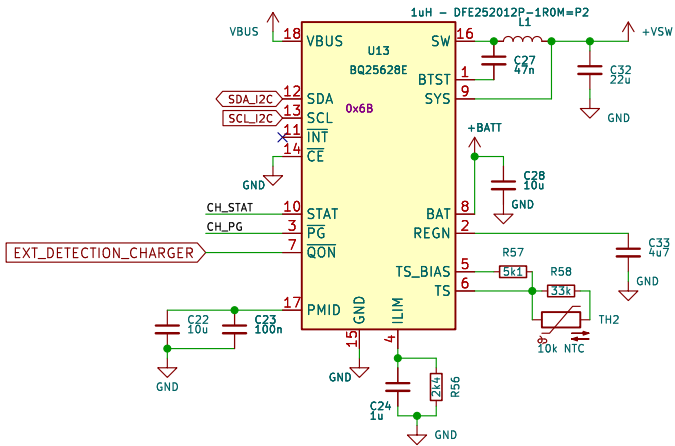 1uH - DFE252012P-1R0M=P2
L1
VBUS
18
VBUS
U13
BQ25628E
0x6B
SW
16
+VSW
C27
47n
C32
22u
GND
BTST
1
SYS
9
SDA_I2C
12
SDA
SCL_I2C
13
SCL
11
INT
14
CE
GND
+BATT
C28
10u
GND
CH_STAT
10
STAT
BAT
8
CH_PG
3
PG
REGN
2
C33
4u7
GND
EXT_DETECTION_CHARGER
7
QON
TS_BIAS
5
R57
5k1
TS
6
R58
33k
TH2
10k NTC
17
PMID
C22
10u
C23
100n
GND
GND
15
GND
ILIM
4
C24
1u
2k4
R56
GND